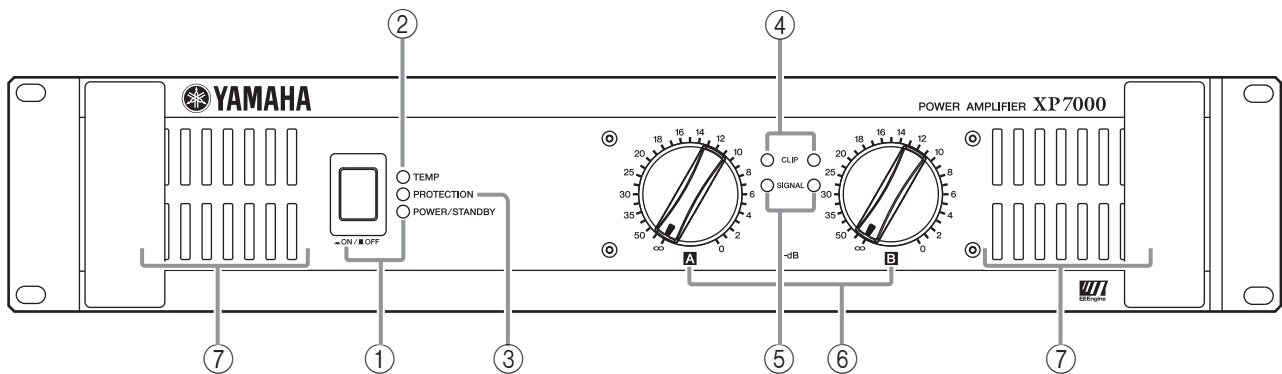 ② ④
YAMAHA
POWER AMPLIFIER XP7000
TEMP
PROTECTION
POWER/STANDBY
ON / OFF
∞ 50 35 30 25 20 18 16 14 12 10 8 6 4 2 0
A
CLIP
SIGNAL
-dB
∞ 50 35 30 25 20 18 16 14 12 10 8 6 4 2 0
B
EEEngine
⑦ ① ③ ⑤ ⑥ ⑦